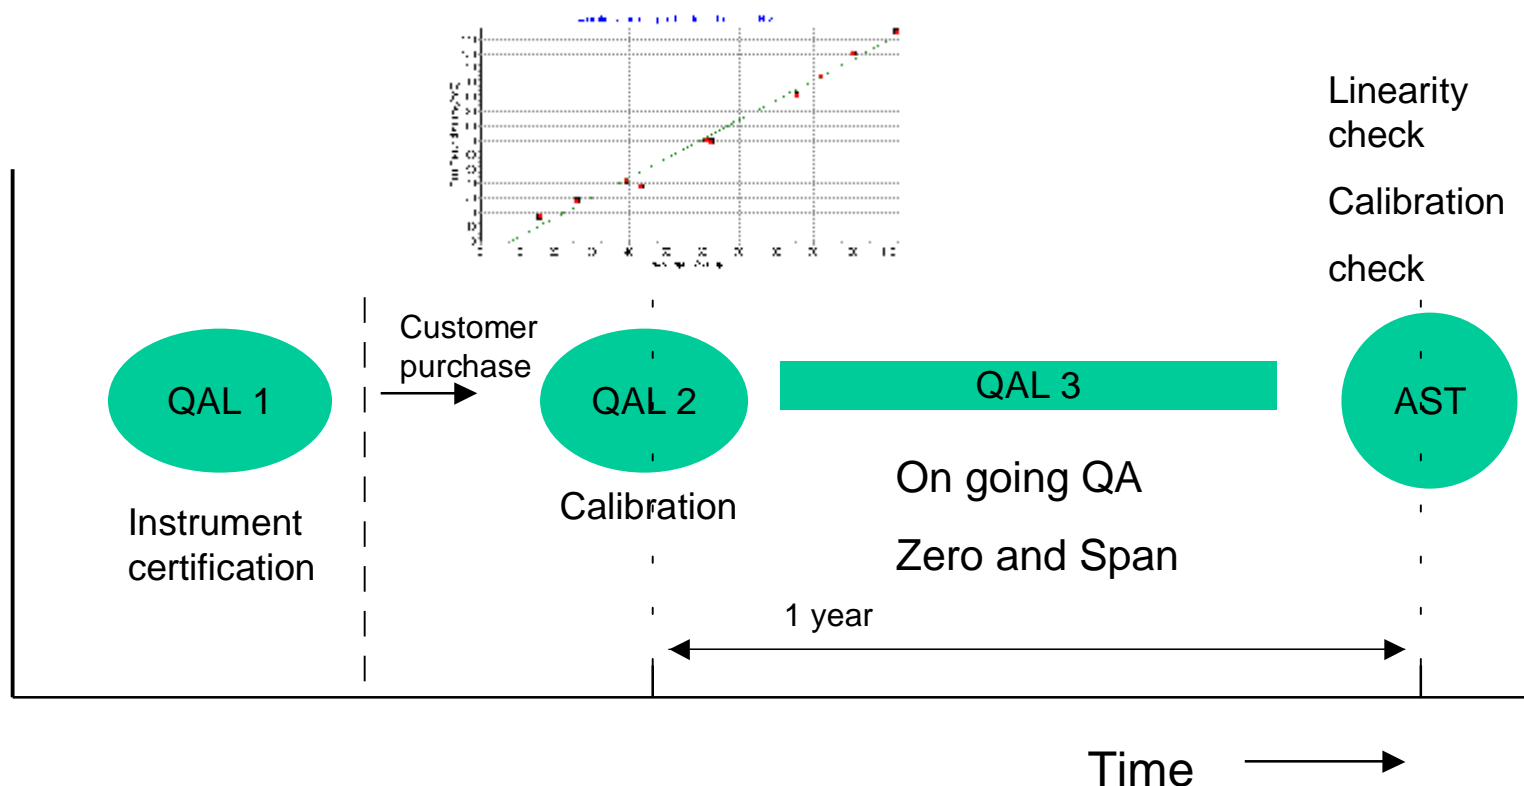 Linearity
check
Calibration
check
Customer
purchase
QAL 1
QAL 2
QAL 3
AST
Instrument
certification
Calibration
On going QA
Zero and Span
1 year
Time